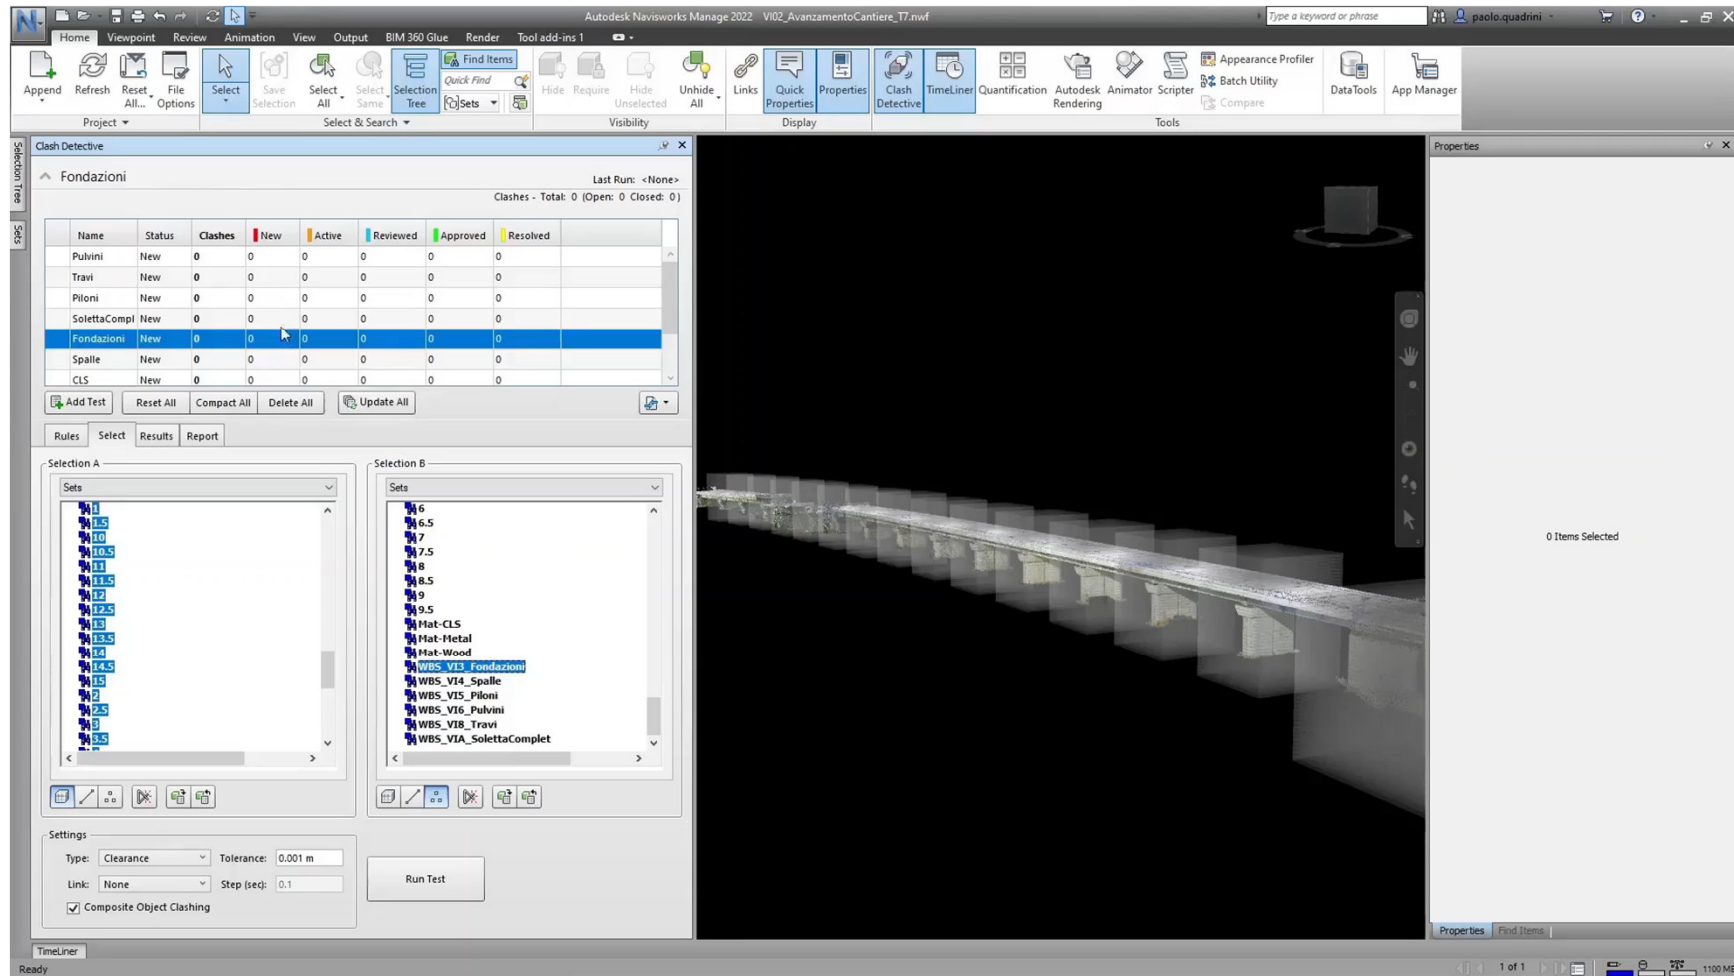 Autodesk Navisworks Manage 2022 VI02_AvanzamentoCantiere_T7.nwf
Type a keyword or phrase
paolo.quadrini
Home Viewpoint Review Animation View Output BIM 360 Glue Render Tool add-ins 1
Append Refresh Reset All... File Options
Select Save Selection Select All Select Same Selection Tree
Find Items
Quick Find
Sets
Hide Require Hide Unselected Unhide All
Links Quick Properties Properties
Clash Detective TimeLiner Quantification Autodesk Rendering Animator Scripter
Appearance Profiler
Batch Utility
Compare
DataTools App Manager
Project Select & Search Visibility Display Tools
Selection Tree
Sets
Clash Detective
Fondazioni
Last Run: <None>
Clashes - Total: 0 (Open: 0 Closed: 0 )
Name Status Clashes New Active Reviewed Approved Resolved
Pulvini New 0 0 0 0 0 0
Travi New 0 0 0 0 0 0
Piloni New 0 0 0 0 0 0
SolettaCompl New 0 0 0 0 0 0
Fondazioni New 0 0 0 0 0 0
Spalle New 0 0 0 0 0 0
CLS New 0 0 0 0 0 0
Add Test Reset All Compact All Delete All Update All
Rules Select Results Report
Selection A
Sets
1
1.5
10
10.5
11
11.5
12
12.5
13
13.5
14
14.5
15
2
2.5
3
3.5
Selection B
Sets
6
6.5
7
7.5
8
8.5
9
9.5
Mat-CLS
Mat-Metal
Mat-Wood
WBS_VI3_Fondazioni
WBS_VI4_Spalle
WBS_VI5_Piloni
WBS_VI6_Pulvini
WBS_VI8_Travi
WBS_VIA_SolettaComplet
Settings
Type: Clearance Tolerance: 0.001 m
Link: None Step (sec): 0.1
Composite Object Clashing
Run Test
Properties
0 Items Selected
Properties Find Items
TimeLiner
Ready
1 of 1
1100 ME